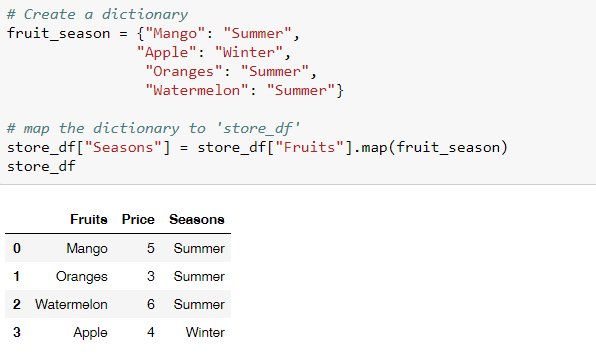 # Create a dictionary
fruit_season = {"Mango": "Summer",
"Apple": "Winter",
"Oranges": "Summer",
"Watermelon": "Summer"}
# map the dictionary to 'store_df'
store_df["Seasons"] = store_df["Fruits"].map(fruit_season)
store_df
Fruits Price Seasons
0 Mango 5 Summer
1 Oranges 3 Summer
2 Watermelon 6 Summer
3 Apple 4 Winter